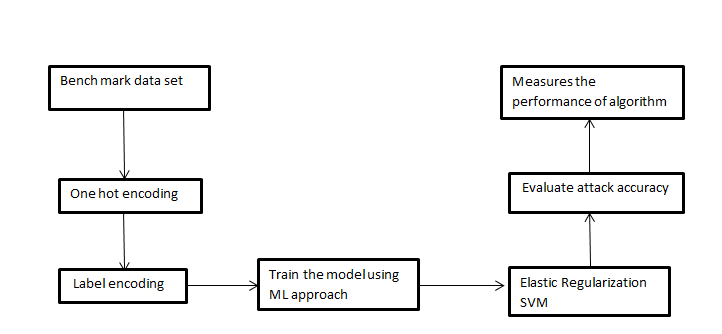 Bench mark data set
One hot encoding
Label encoding
Train the model using
ML approach
Elastic Regularization
SVM
Evaluate attack accuracy
Measures the
performance of algorithm